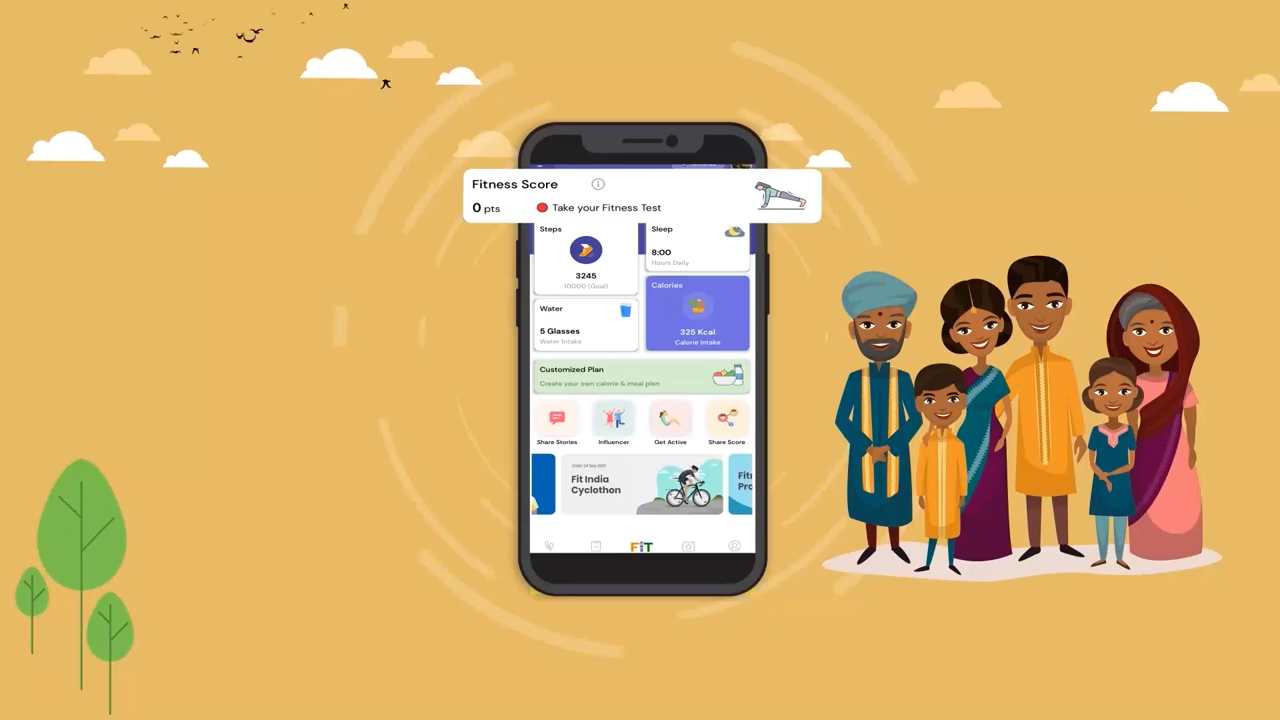 Fitness Score
0 pts
Take your Fitness Test
Steps
3245
10000 (Goal)
Sleep
8:00
Hours Daily
Water
5 Glasses
Water Intake
Calories
325 Kcal
Calorie Intake
Customized Plan
Create your own calorie & meal plan
Share Stories
Influencer
Get Active
Share Score
Fit India
Cyclothon
FiT